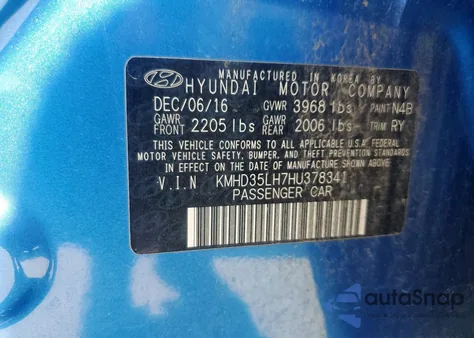 MANUFACTURED IN KOREA BY
HYUNDAI MOTOR COMPANY
DEC/06/16 GVWR 3968 lbs PAINT N4B
GAWR FRONT 2205 lbs GAWR REAR 2006 lbs TRIM RY
THIS VEHICLE CONFORMS TO ALL APPLICABLE U.S.A. FEDERAL
MOTOR VEHICLE SAFETY, BUMPER, AND THEFT PREVENTION
STANDARDS IN EFFECT ON THE DATE OF MANUFACTURE SHOWN ABOVE.
V.I.N KMHD35LH7HU378341
PASSENGER CAR
autoSnap